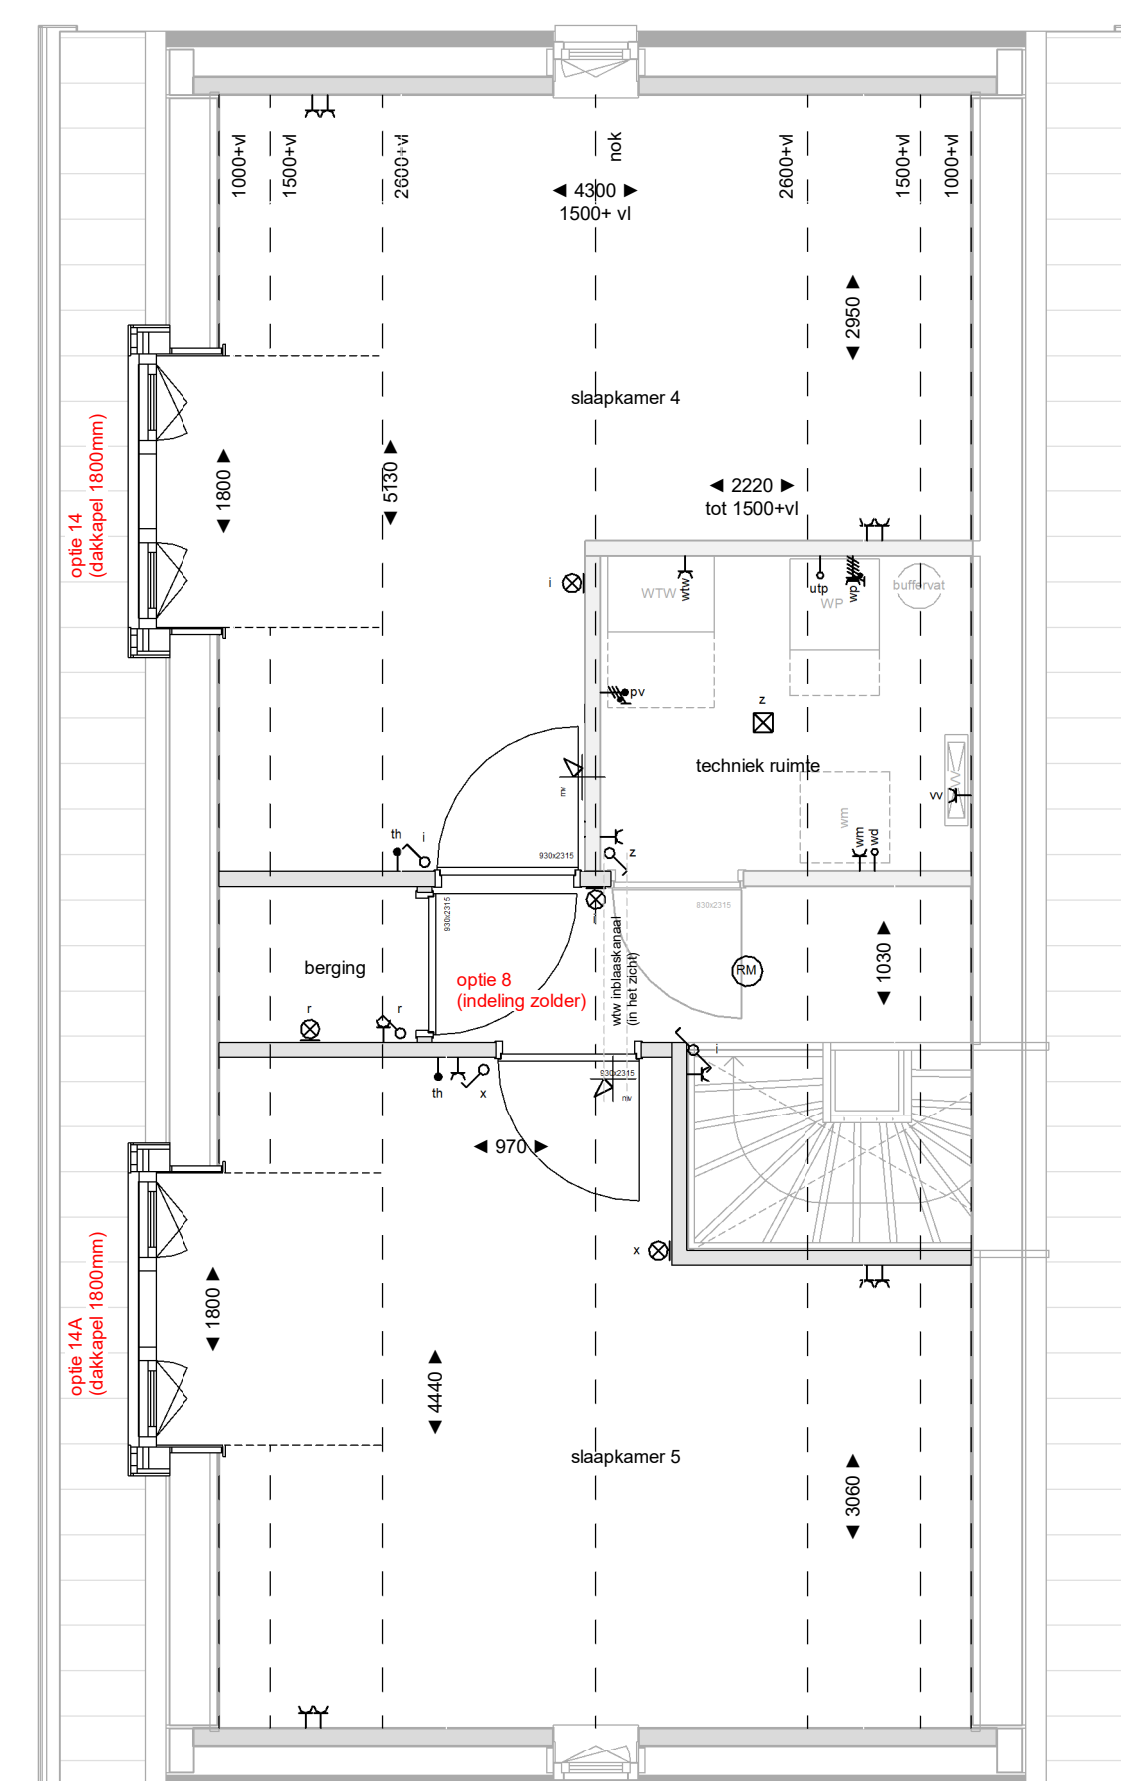 1000+vl
1500+vl
2600+vl
nok
2600+vl
1500+vl
1000+vl
4300
1500+ vl
2950
slaapkamer 4
optie 14
(dakkapel 1800mm)
1800
5130
2220
tot 1500+vl
i
WTW
wtw
utp
WP
wp
buffervat
pv
z
techniek ruimte
vv
wm
wm
wd
th
i
z
mv
930x2315
930x2315
830x2315
berging
optie 8
(indeling zolder)
i
wtw inblaaskanaal
(in het zicht)
RM
1030
r
r
i
th
x
930x2315
mv
970
x
optie 14A
(dakkapel 1800mm)
1800
4440
slaapkamer 5
3060